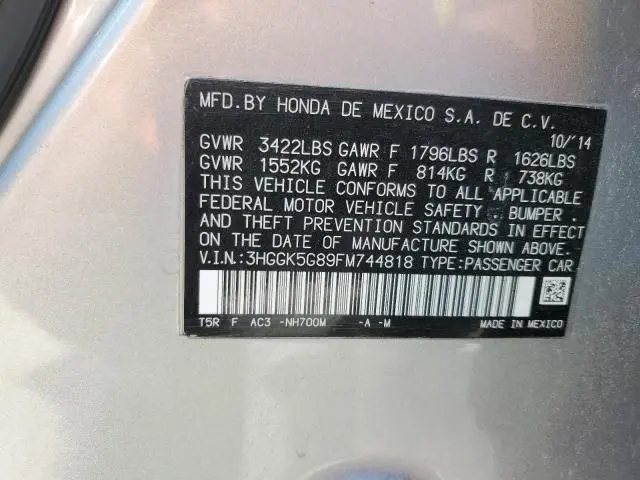 MFD.BY HONDA DE MEXICO S.A. DE C.V.
10/'14
GVWR 3422LBS GAWR F 1796LBS R 1626LBS
GVWR 1552KG GAWR F 814KG R 738KG
THIS VEHICLE CONFORMS TO ALL APPLICABLE
FEDERAL MOTOR VEHICLE SAFETY , BUMPER ,
AND THEFT PREVENTION STANDARDS IN EFFECT
ON THE DATE OF MANUFACTURE SHOWN ABOVE.
V.I.N.:3HGGK5G89FM744818 TYPE:PASSENGER CAR
T5R F AC3 -NH700M -A -M MADE IN MEXICO